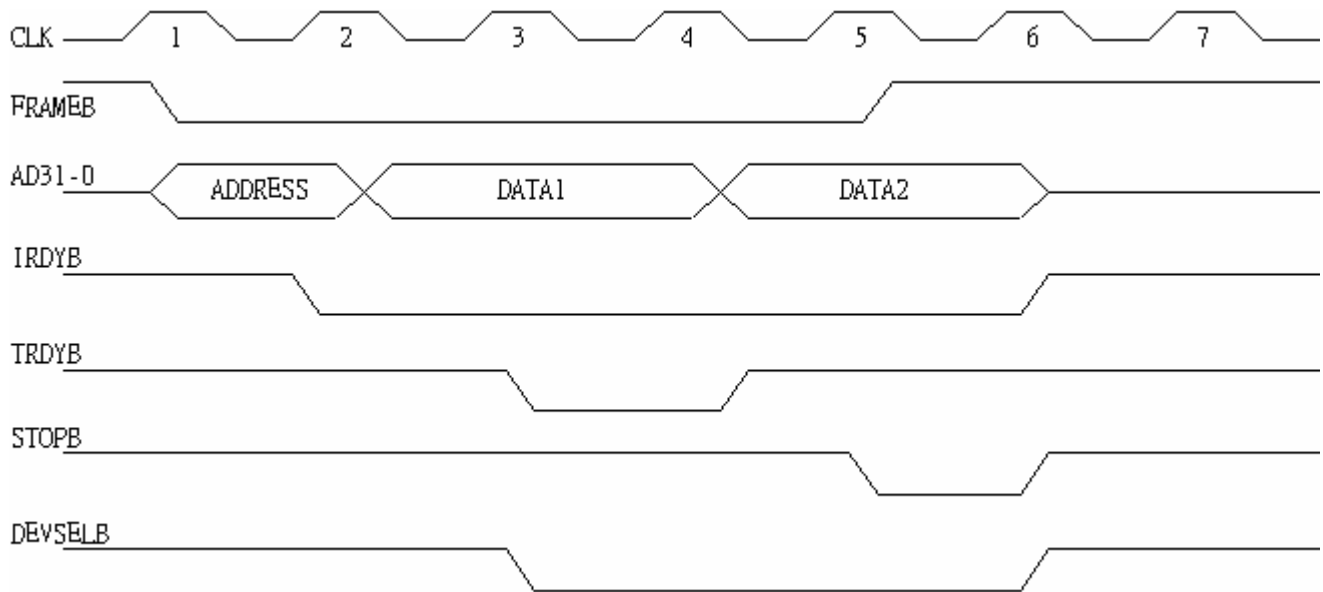 CLK 1 2 3 4 5 6 7
FRAMEB
AD31-0 ADDRESS DATA1 DATA2
IRDYB
TRDYB
STOPB
DEVSELB